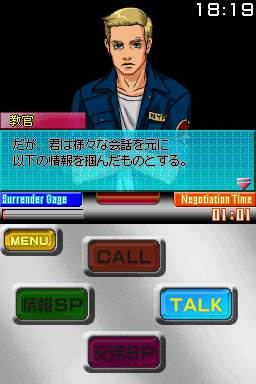 18:19
NYP
教官
だが、君は様々な会話を元に
以下の情報を掴んだものとする。
Surrender Gage
Negotiation Time
01:01
MENU
CALL
情報SP
TALK
交渉SP